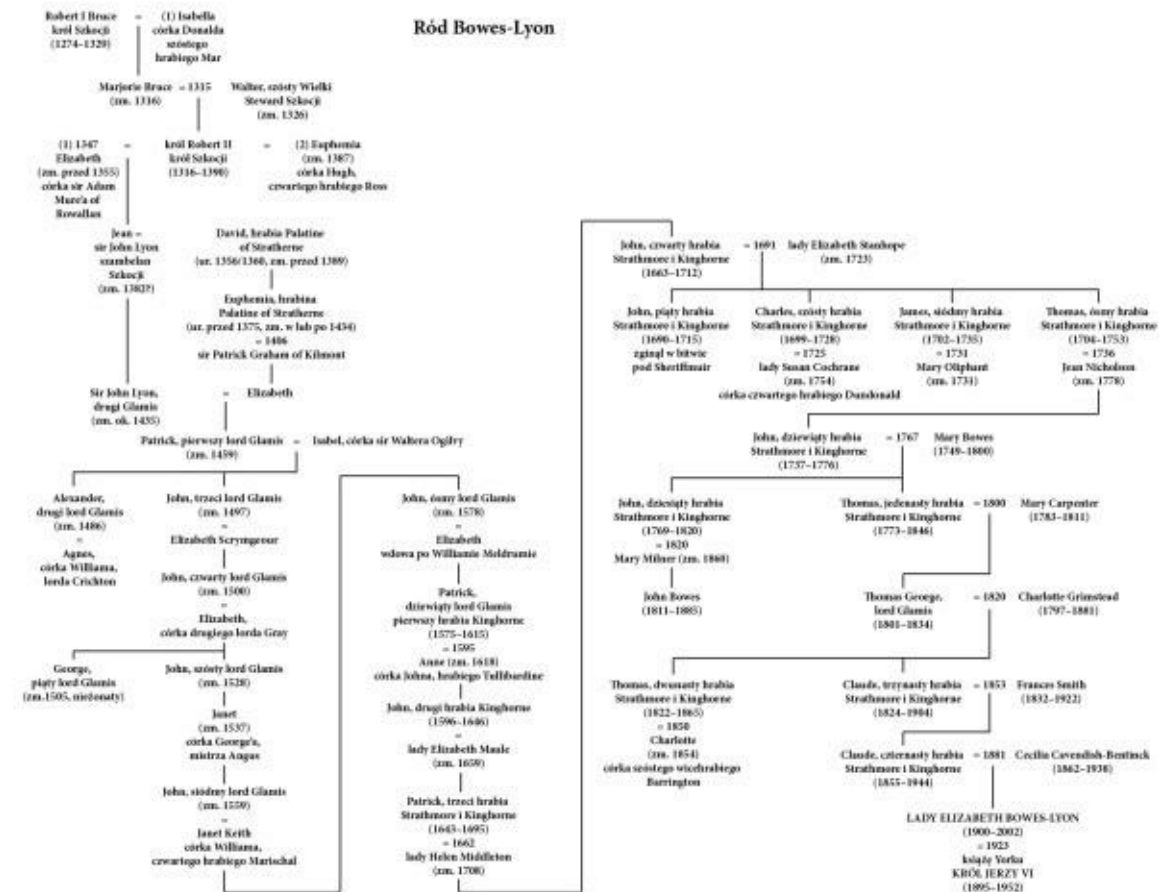 Ród Bowes-Lyon
Robert I Bruce
król Szkocji
(1274–1329)
=
(1) Isabella
córka Donalda
szóstego
hrabiego Mar
Marjorie Bruce
(zm. 1316)
= 1315
Walter, szósty Wielki
Steward Szkocji
(zm. 1326)
(1) 1347
Elizabeth
(zm. przed 1355)
córka sir Adam
Mure'a of
Rowallan
=
król Robert II
król Szkocji
(1316–1390)
=
(2) Euphemia
(zm. 1387)
córka Hugh,
czwartego hrabiego Ross
Jean =
sir John Lyon
szambelan
Szkocji
(zm. 1382?)
David, hrabia Palatine
of Stratherne
(ur. 1356/1360, zm. przed 1389)
Euphemia, hrabina
Palatine of Stratherne
(ur. przed 1375, zm. w lub po 1434)
= 1406
sir Patrick Graham of Kilmont
Sir John Lyon,
drugi Glamis
(zm. ok. 1435)
=
Elizabeth
Patrick, pierwszy lord Glamis
(zm. 1459)
=
Isabel, córka sir Waltera Ogilvy
Alexander,
drugi lord Glamis
(zm. 1486)
=
Agnes,
córka Williama,
lorda Crichton
John, trzeci lord Glamis
(zm. 1497)
=
Elizabeth Scrymgeour
John, czwarty lord Glamis
(zm. 1500)
=
Elizabeth,
córka drugiego lorda Gray
George,
piąty lord Glamis
(zm.1505, nieżonaty)
John, szósty lord Glamis
(zm. 1528)
=
Janet
(zm. 1537)
córka George'a,
mistrza Angus
John, siódmy lord Glamis
(zm. 1559)
=
Janet Keith
córka Williama,
czwartego hrabiego Marischal
John, ósmy lord Glamis
(zm. 1578)
=
Elizabeth
wdowa po Williamie Meldrumie
Patrick,
dziewiąty lord Glamis
pierwszy hrabia Kinghorne
(1575–1615)
= 1595
Anne (zm. 1618)
córka Johna, hrabiego Tullibardine
John, drugi hrabia Kinghorne
(1596–1646)
=
lady Elizabeth Maule
(zm. 1659)
Patrick, trzeci hrabia
Strathmore i Kinghorne
(1643–1695)
= 1662
lady Helen Middleton
(zm. 1708)
John, czwarty hrabia
Strathmore i Kinghorne
(1663–1712)
= 1691
lady Elizabeth Stanhope
(zm. 1723)
John, piąty hrabia
Strathmore i Kinghorne
(1690–1715)
zginął w bitwie
pod Sheriffmuir
Charles, szósty hrabia
Strathmore i Kinghorne
(1699–1728)
= 1725
lady Susan Cochrane
(zm. 1754)
córka czwartego hrabiego Dundonald
James, siódmy hrabia
Strathmore i Kinghorne
(1702–1735)
= 1731
Mary Oliphant
(zm. 1731)
Thomas, ósmy hrabia
Strathmore i Kinghorne
(1704–1753)
= 1736
Jean Nicholson
(zm. 1778)
John, dziewiąty hrabia
Strathmore i Kinghorne
(1737–1776)
= 1767
Mary Bowes
(1749–1800)
John, dziesiąty hrabia
Strathmore i Kinghorne
(1769–1820)
= 1820
Mary Milner (zm. 1860)
John Bowes
(1811–1885)
Thomas, jedenasty hrabia
Strathmore i Kinghorne
(1773–1846)
= 1800
Mary Carpenter
(1783–1811)
Thomas George,
lord Glamis
(1801–1834)
= 1820
Charlotte Grimstead
(1797–1881)
Thomas, dwunasty hrabia
Strathmore i Kinghorne
(1822–1865)
= 1850
Charlotte
(zm. 1854)
córka szóstego wicehrabiego
Barrington
Claude, trzynasty hrabia
Strathmore i Kinghorne
(1824–1904)
= 1853
Frances Smith
(1832–1922)
Claude, czternasty hrabia
Strathmore i Kinghorne
(1855–1944)
= 1881
Cecilia Cavendish-Bentinck
(1862–1938)
LADY ELIZABETH BOWES-LYON
(1900–2002)
= 1923
książę Yorku
KRÓL JERZY VI
(1895–1952)